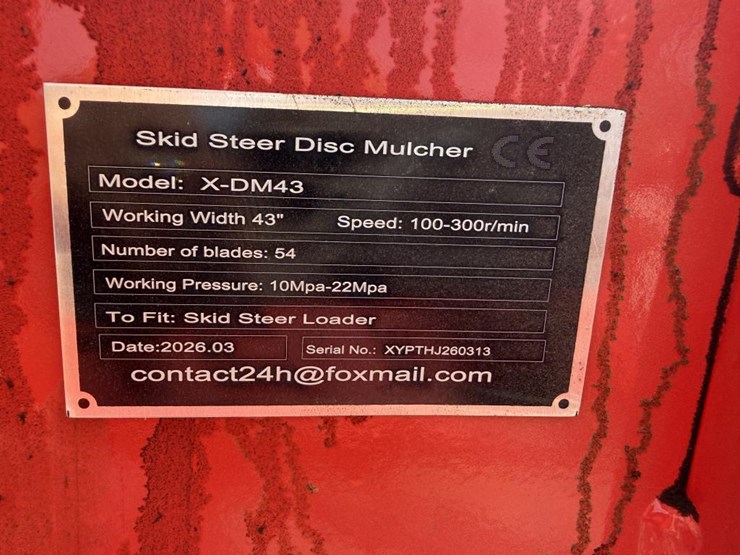 Skid Steer Disc Mulcher CE
Model: X-DM43
Working Width 43" Speed: 100-300r/min
Number of blades: 54
Working Pressure: 10Mpa-22Mpa
To Fit: Skid Steer Loader
Date:2026.03 Serial No.: XYPTHJ260313
contact24h@foxmail.com